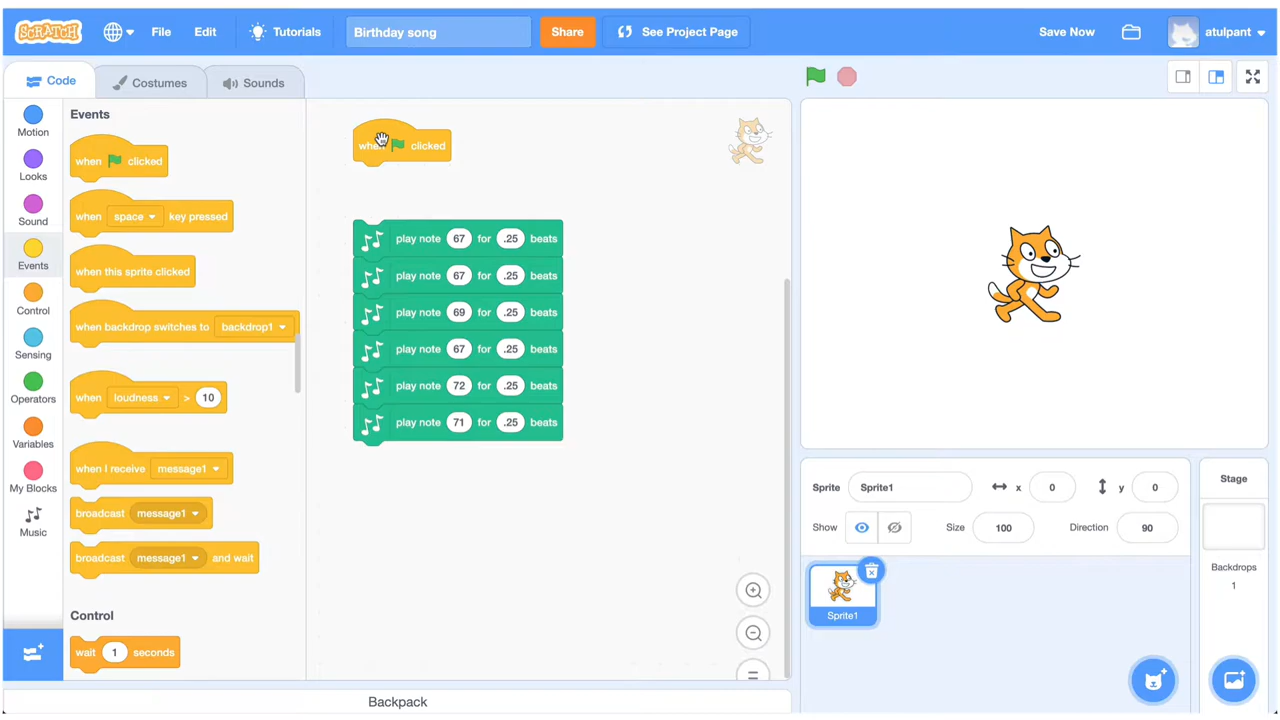 SCRATCH File Edit Tutorials Birthday song Share See Project Page Save Now atulpant
Code Costumes Sounds
Motion
Looks
Sound
Events
Control
Sensing
Operators
Variables
My Blocks
Music
Events
when clicked
when space key pressed
when this sprite clicked
when backdrop switches to backdrop1
when loudness > 10
when I receive message1
broadcast message1
broadcast message1 and wait
Control
wait 1 seconds
when clicked
play note 67 for .25 beats
play note 67 for .25 beats
play note 69 for .25 beats
play note 67 for .25 beats
play note 72 for .25 beats
play note 71 for .25 beats
Sprite Sprite1 x 0 y 0
Show Size 100 Direction 90
Sprite1
Stage
Backdrops
1
Backpack